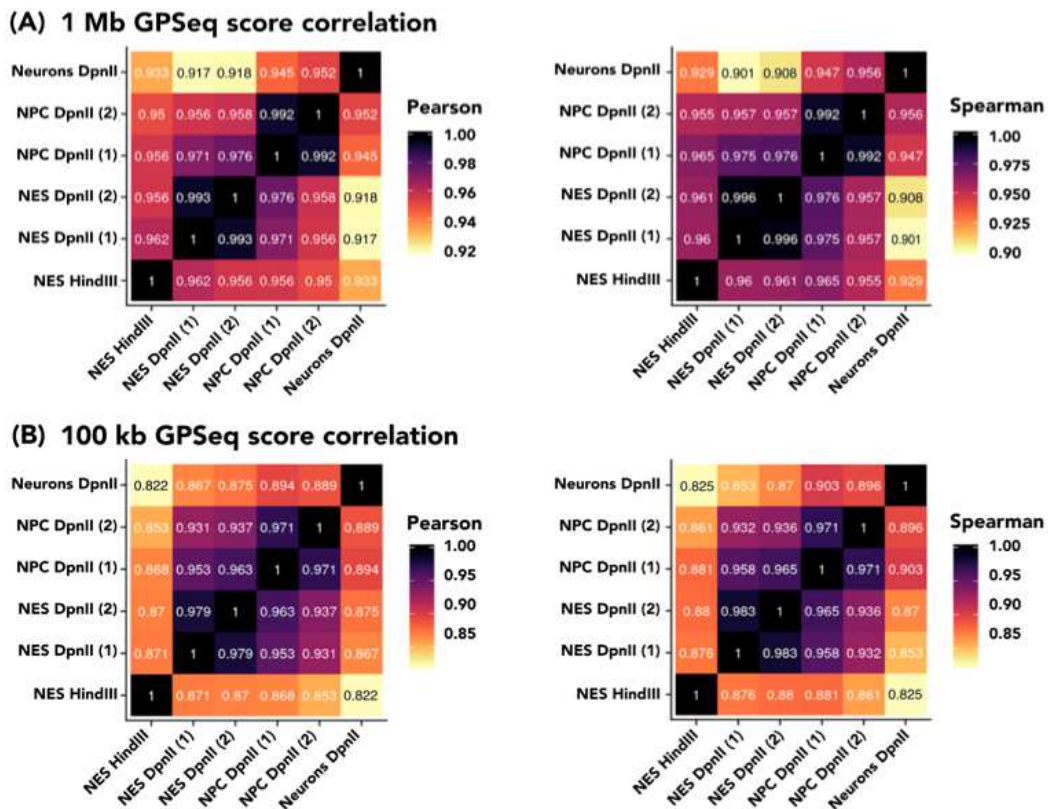 (A) 1 Mb GPSeq score correlation
Neurons DpnII 0.933 0.917 0.918 0.945 0.952 1
NPC DpnII (2) 0.95 0.956 0.958 0.992 1 0.952
NPC DpnII (1) 0.956 0.971 0.976 1 0.992 0.945
NES DpnII (2) 0.956 0.993 1 0.976 0.958 0.918
NES DpnII (1) 0.962 1 0.993 0.971 0.956 0.917
NES HindIII 1 0.962 0.956 0.956 0.95 0.933
NES HindIII
NES DpnII (1)
NES DpnII (2)
NPC DpnII (1)
NPC DpnII (2)
Neurons DpnII
Pearson
1.00
0.98
0.96
0.94
0.92
Neurons DpnII 0.929 0.901 0.908 0.947 0.956 1
NPC DpnII (2) 0.955 0.957 0.957 0.992 1 0.956
NPC DpnII (1) 0.965 0.975 0.976 1 0.992 0.947
NES DpnII (2) 0.961 0.996 1 0.976 0.957 0.908
NES DpnII (1) 0.96 1 0.996 0.975 0.957 0.901
NES HindIII 1 0.96 0.961 0.965 0.955 0.929
NES HindIII
NES DpnII (1)
NES DpnII (2)
NPC DpnII (1)
NPC DpnII (2)
Neurons DpnII
Spearman
1.00
0.975
0.950
0.925
0.90
(B) 100 kb GPSeq score correlation
Neurons DpnII 0.822 0.867 0.875 0.894 0.889 1
NPC DpnII (2) 0.853 0.931 0.937 0.971 1 0.889
NPC DpnII (1) 0.868 0.953 0.963 1 0.971 0.894
NES DpnII (2) 0.87 0.979 1 0.963 0.937 0.875
NES DpnII (1) 0.871 1 0.979 0.953 0.931 0.867
NES HindIII 1 0.871 0.87 0.868 0.853 0.822
NES HindIII
NES DpnII (1)
NES DpnII (2)
NPC DpnII (1)
NPC DpnII (2)
Neurons DpnII
Pearson
1.00
0.95
0.90
0.85
Neurons DpnII 0.825 0.853 0.87 0.903 0.896 1
NPC DpnII (2) 0.861 0.932 0.936 0.971 1 0.896
NPC DpnII (1) 0.881 0.958 0.965 1 0.971 0.903
NES DpnII (2) 0.88 0.983 1 0.965 0.936 0.87
NES DpnII (1) 0.876 1 0.983 0.958 0.932 0.853
NES HindIII 1 0.876 0.88 0.881 0.861 0.825
NES HindIII
NES DpnII (1)
NES DpnII (2)
NPC DpnII (1)
NPC DpnII (2)
Neurons DpnII
Spearman
1.00
0.95
0.90
0.85